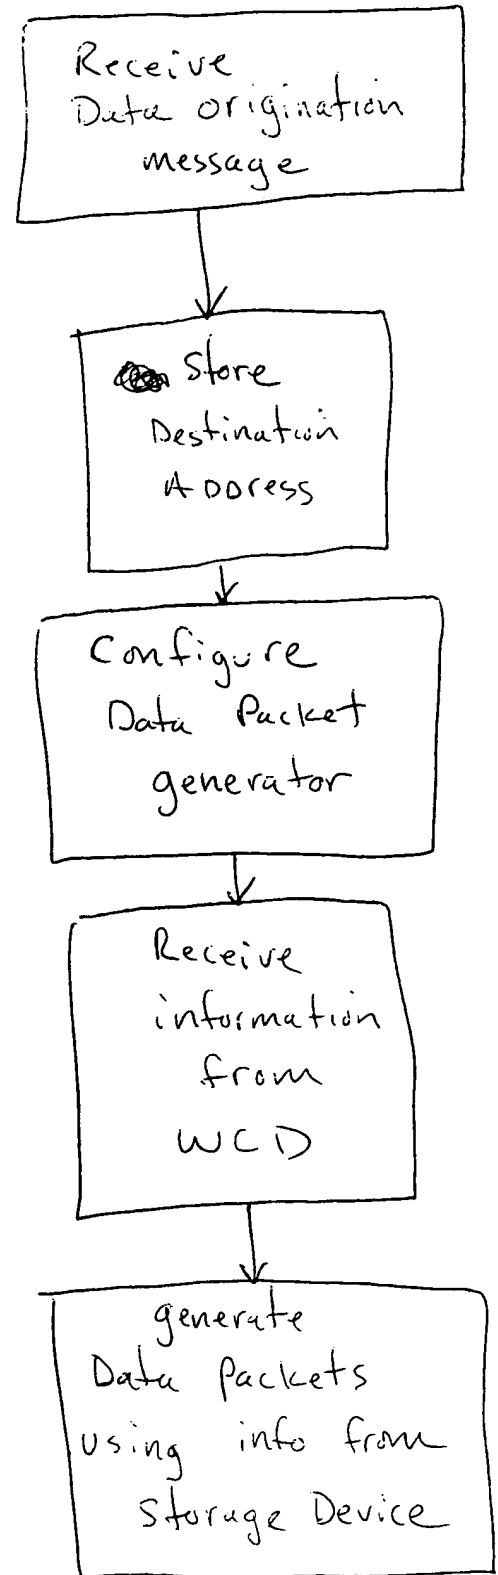 Receive
Data origination
message
Store
Destination
ADDress
Configure
Data Packet
generator
Receive
information
from
WCD
generate
Data Packets
using info from
Storage Device